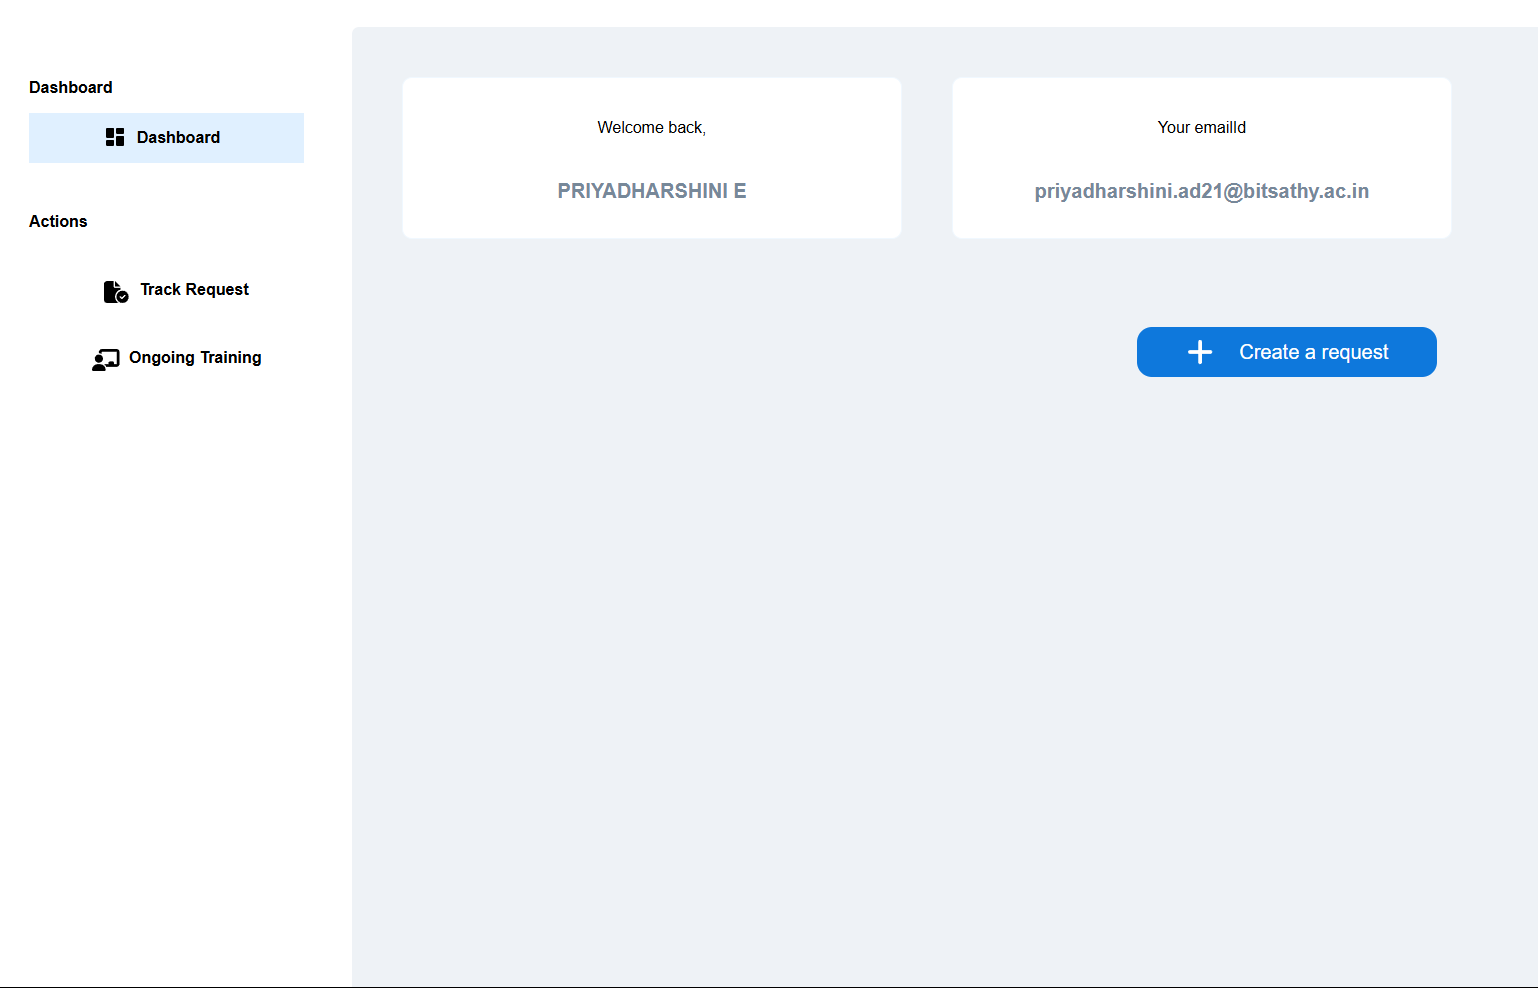 Dashboard
Dashboard
Actions
Track Request
Ongoing Training
Welcome back,
PRIYADHARSHINI E
Your emailId
priyadharshini.ad21@bitsathy.ac.in
Create a request